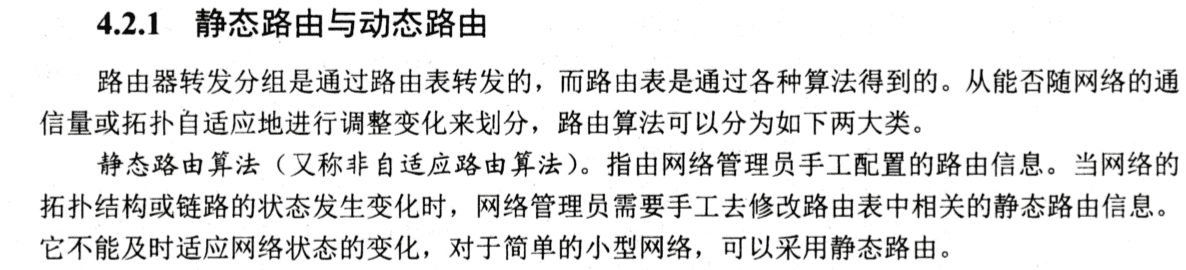 4.2.1 静态路由与动态路由
路由器转发分组是通过路由表转发的，而路由表是通过各种算法得到的。从能否随网络的通
信量或拓扑自适应地进行调整变化来划分，路由算法可以分为如下两大类。
静态路由算法（又称非自适应路由算法）。指由网络管理员手工配置的路由信息。当网络的
拓扑结构或链路的状态发生变化时，网络管理员需要手工去修改路由表中相关的静态路由信息。
它不能及时适应网络状态的变化，对于简单的小型网络，可以采用静态路由。